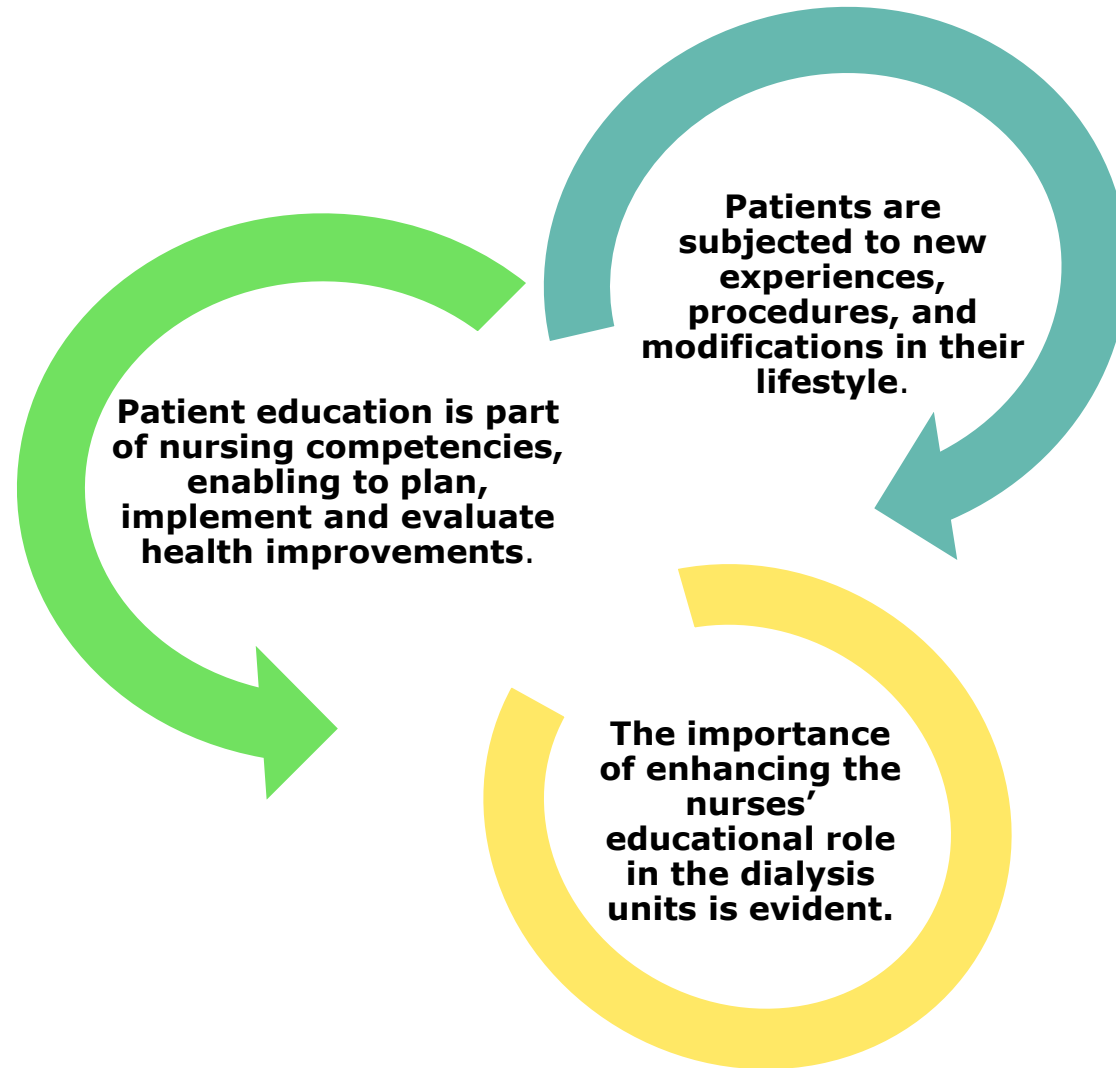 Patients are
subjected to new
experiences,
procedures, and
modifications in their
lifestyle.
Patient education is part
of nursing competencies,
enabling to plan,
implement and evaluate
health improvements.
The importance
of enhancing the
nurses’
educational role
in the dialysis
units is evident.